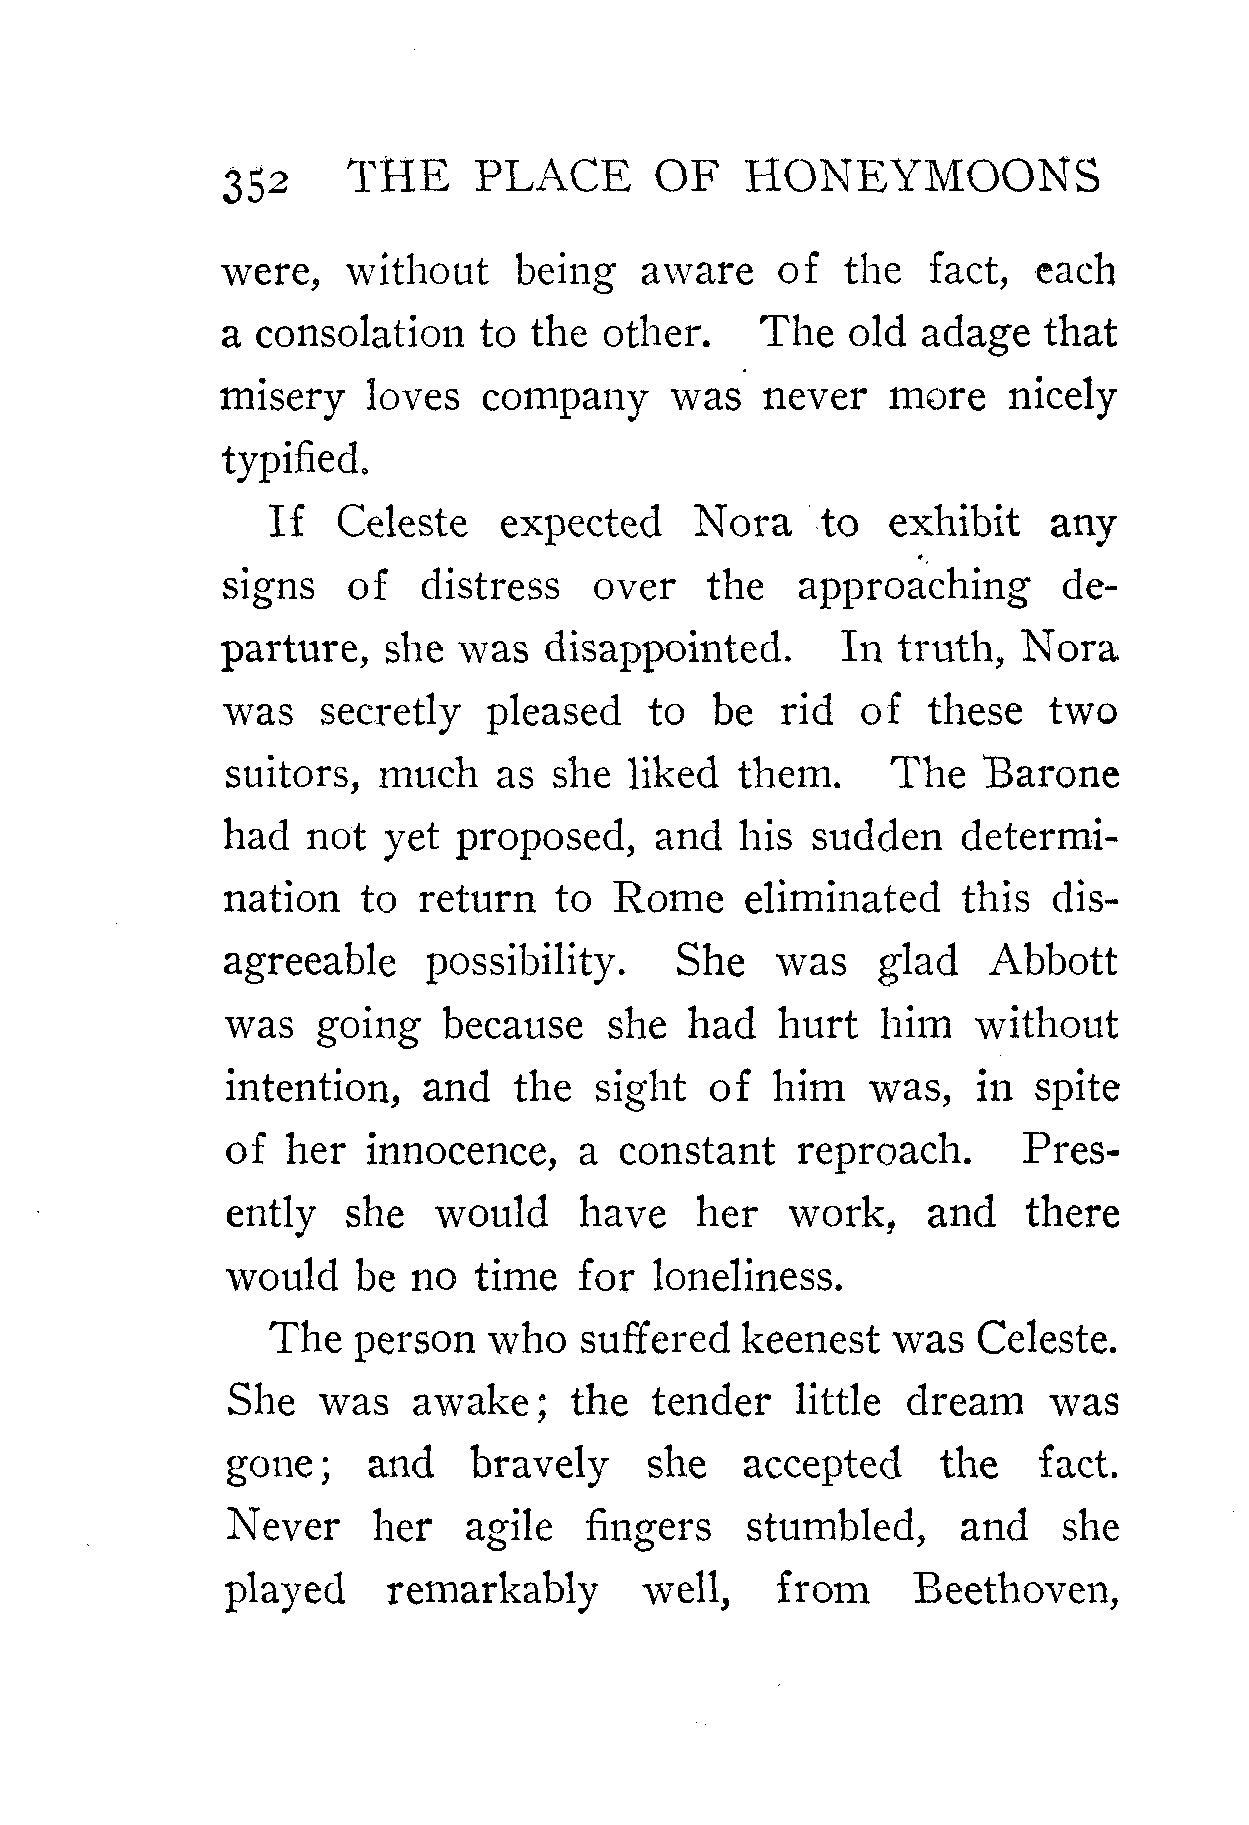 352 THE PLACE OF HONEYMOONS
were, without being aware of the fact, each
a consolation to the other. The old adage that
misery loves company was never more nicely
typified.
If Celeste expected Nora to exhibit any
signs of distress over the approaching de-
parture, she was disappointed. In truth, Nora
was secretly pleased to be rid of these two
suitors, much as she liked them. The Barone
had not yet proposed, and his sudden determi-
nation to return to Rome eliminated this dis-
agreeable possibility. She was glad Abbott
was going because she had hurt him without
intention, and the sight of him was, in spite
of her innocence, a constant reproach. Pres-
ently she would have her work, and there
would be no time for loneliness.
The person who suffered keenest was Celeste.
She was awake; the tender little dream was
gone; and bravely she accepted the fact.
Never her agile fingers stumbled, and she
played remarkably well, from Beethoven,